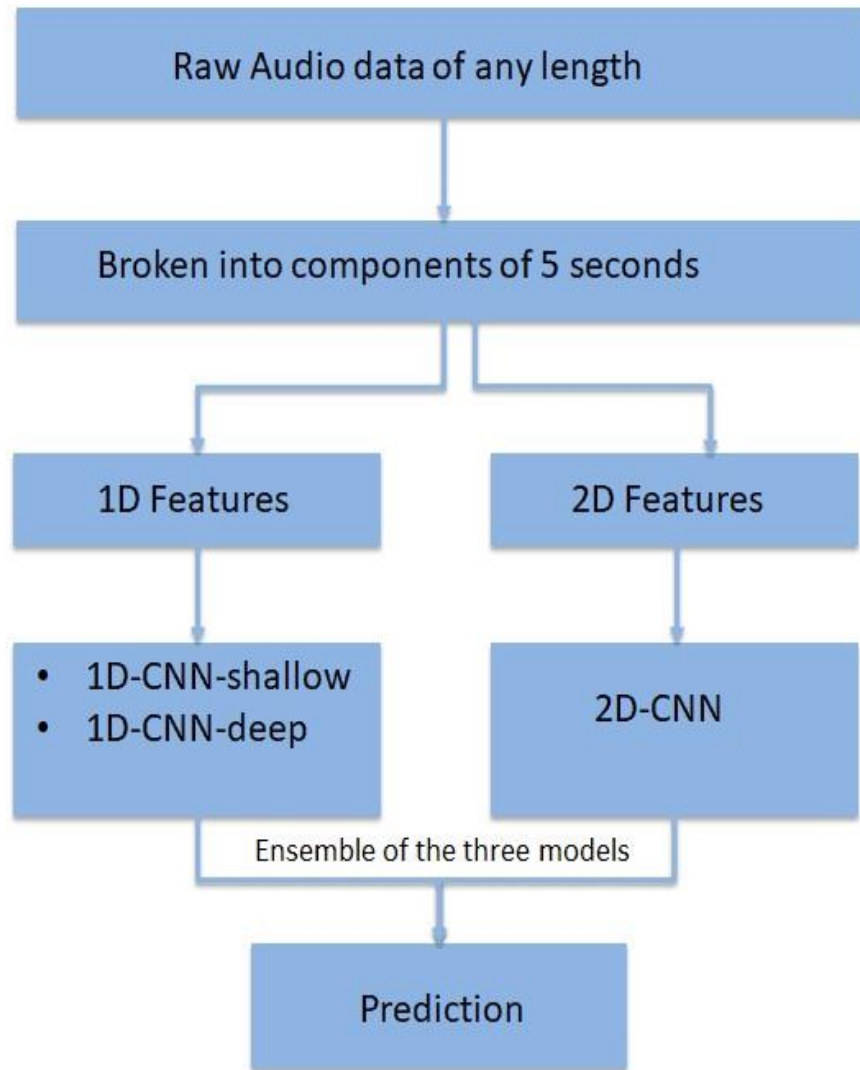 Raw Audio data of any length
Broken into components of 5 seconds
1D Features
2D Features
• 1D-CNN-shallow
• 1D-CNN-deep
2D-CNN
Ensemble of the three models
Prediction